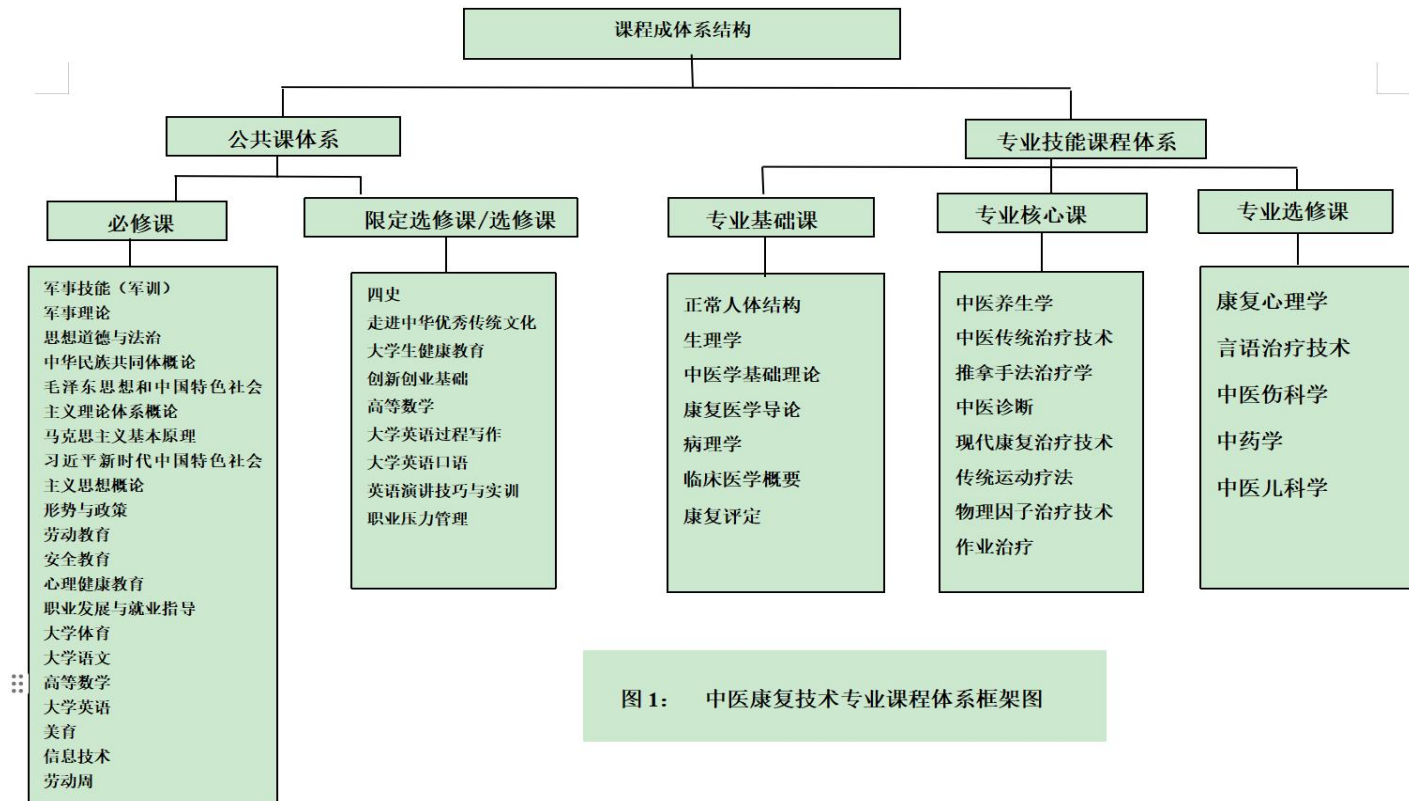 课程成体系结构
公共课体系
专业技能课程体系
必修课
限定选修课/选修课
专业基础课
专业核心课
专业选修课
军事技能（军训）
军事理论
思想道德与法治
中华民族共同体概论
毛泽东思想和中国特色社会
主义理论体系概论
马克思主义基本原理
习近平新时代中国特色社会
主义思想概论
形势与政策
劳动教育
安全教育
心理健康教育
职业发展与就业指导
大学体育
大学语文
高等数学
大学英语
美育
信息技术
劳动周
四史
走进中华优秀传统文化
大学生健康教育
创新创业基础
高等数学
大学英语过程写作
大学英语口语
英语演讲技巧与实训
职业压力管理
正常人体结构
生理学
中医学基础理论
康复医学导论
病理学
临床医学概要
康复评定
中医养生学
中医传统治疗技术
推拿手法治疗学
中医诊断
现代康复治疗技术
传统运动疗法
物理因子治疗技术
作业治疗
康复心理学
言语治疗技术
中医伤科学
中药学
中医儿科学
图 1： 中医康复技术专业课程体系框架图